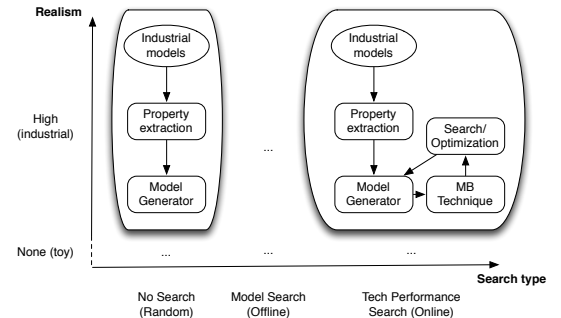 Realism
Industrial
models
Industrial
models
High
(industrial)
Property
extraction
Property
extraction
Search/
Optimization
...
Model
Generator
Model
Generator
MB
Technique
None (toy)
...
...
...
Search type
No Search
(Random)
Model Search
(Offline)
Tech Performance
Search (Online)